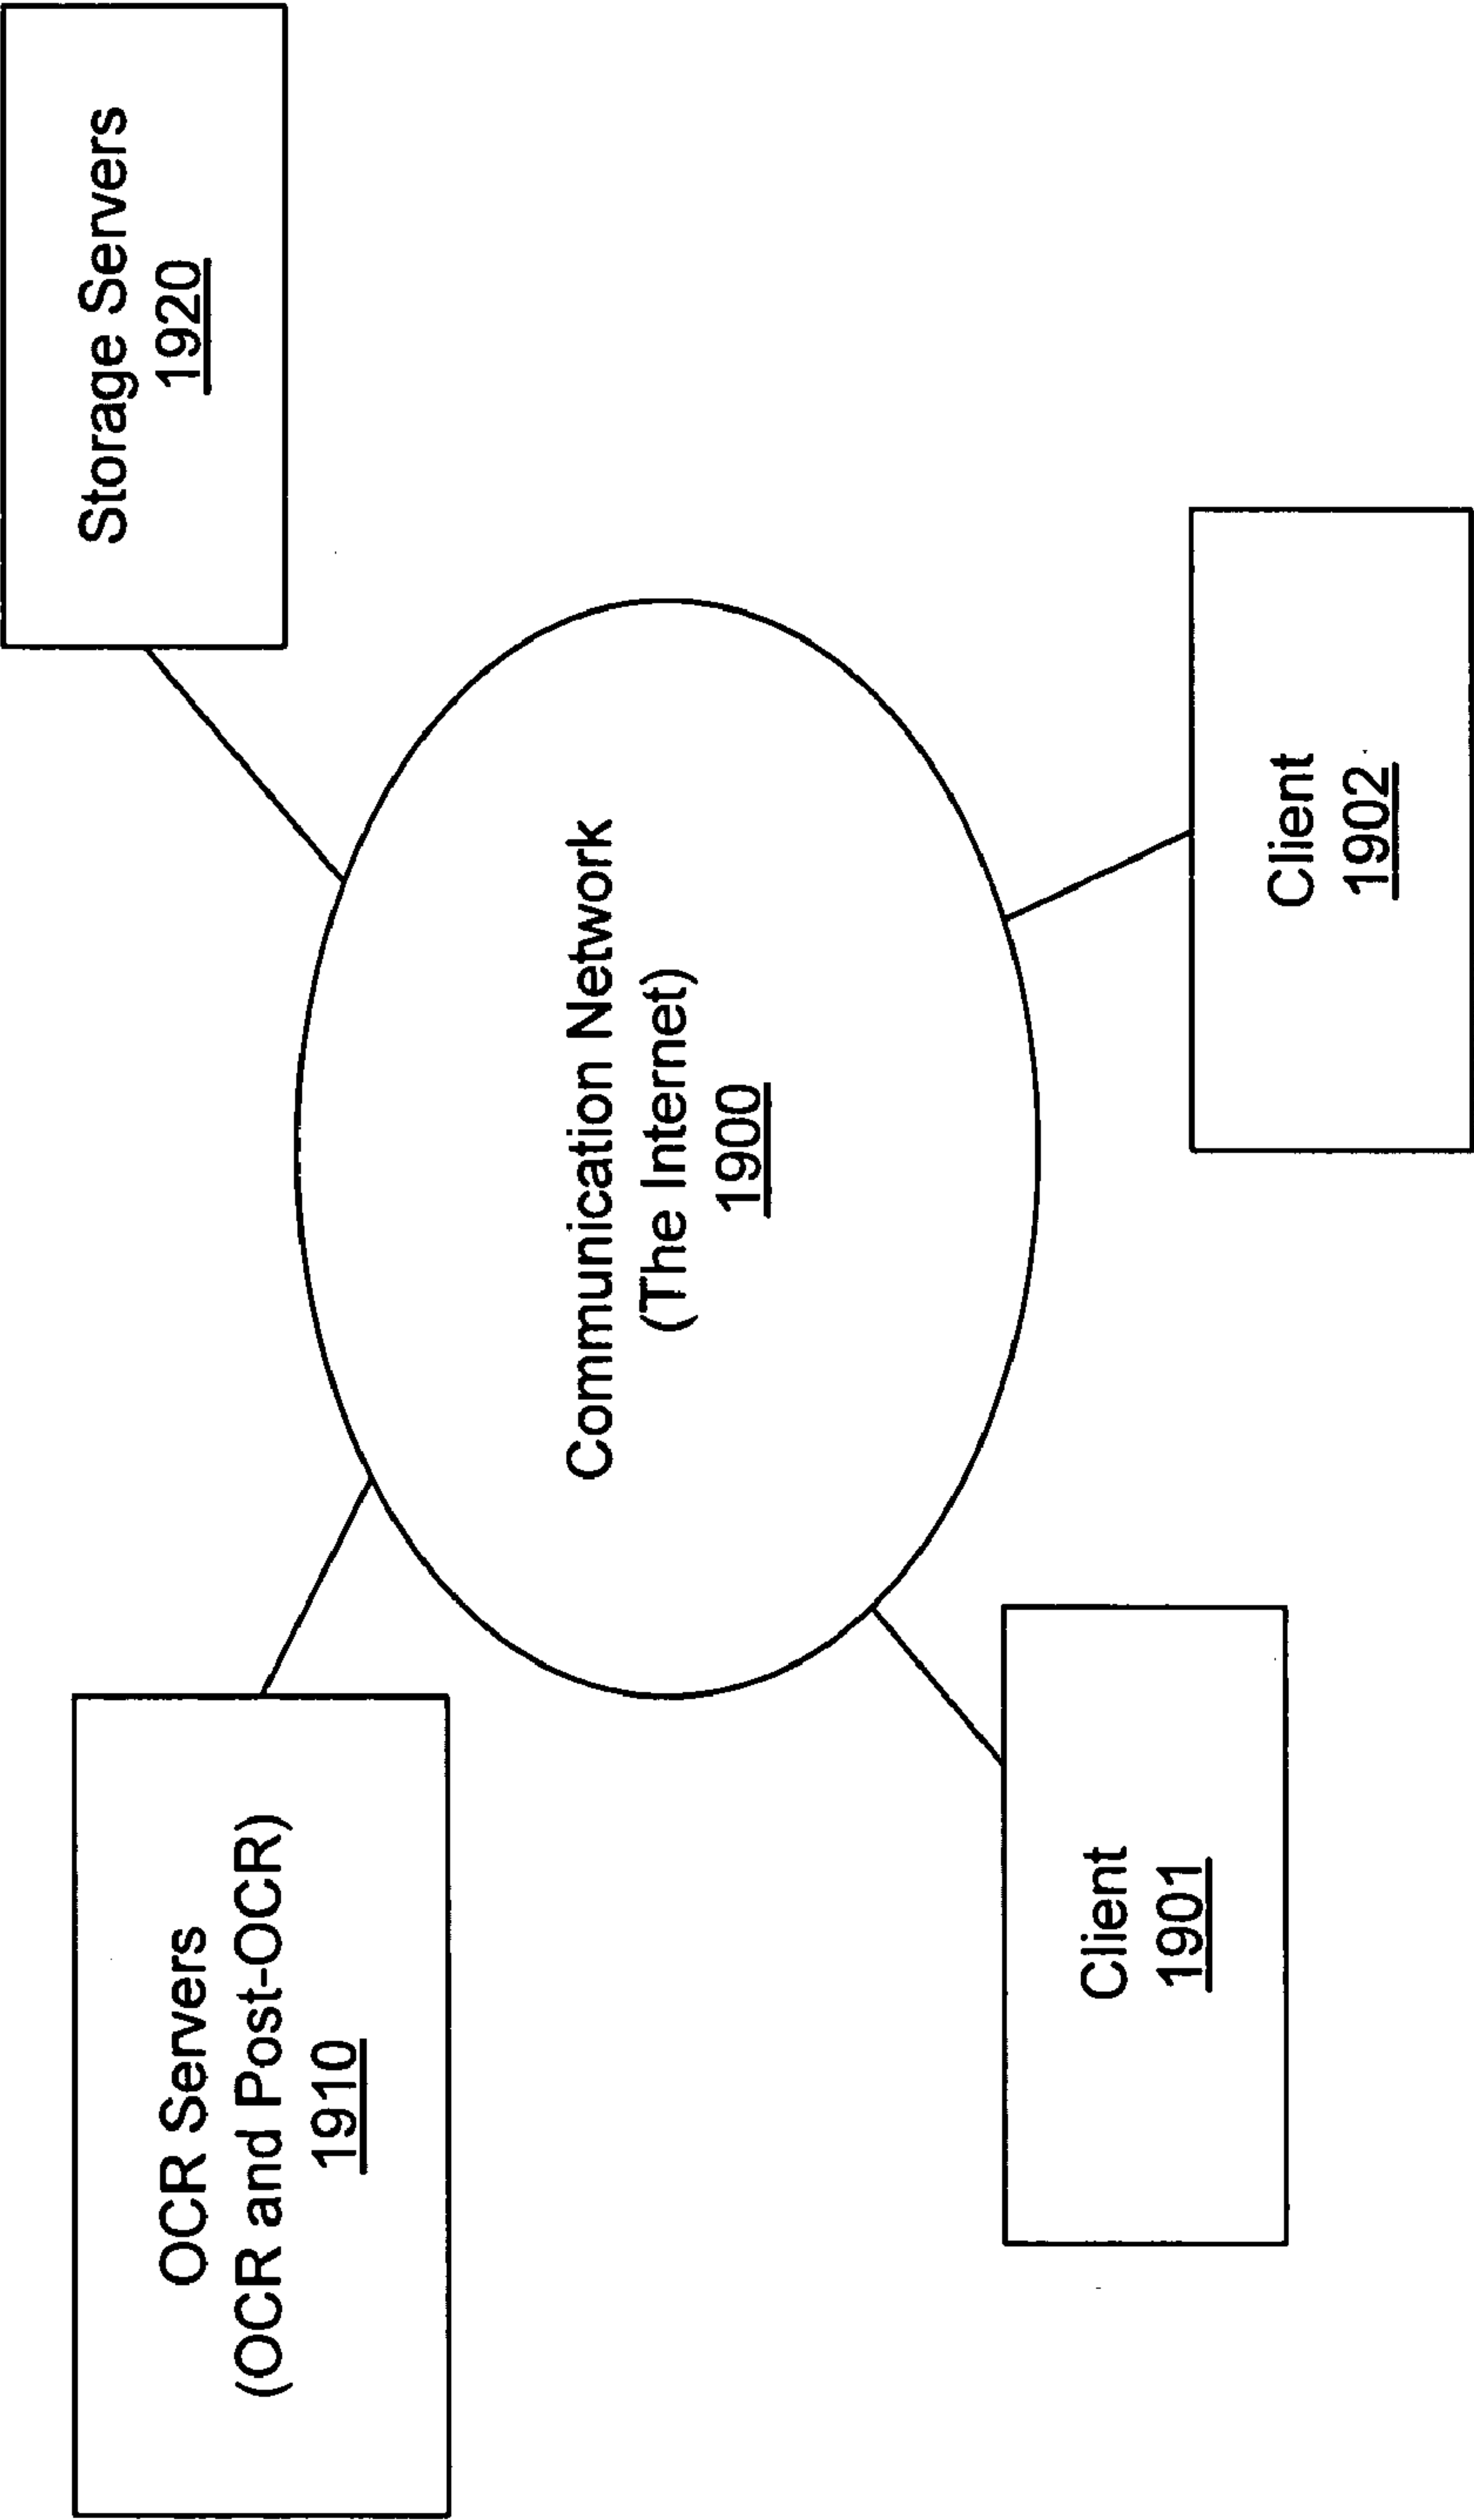 OCR Servers
(OCR and Post-OCR)
1910
Storage Servers
1920
Communication Network
(The Internet)
1900
Client
1901
Client
1902